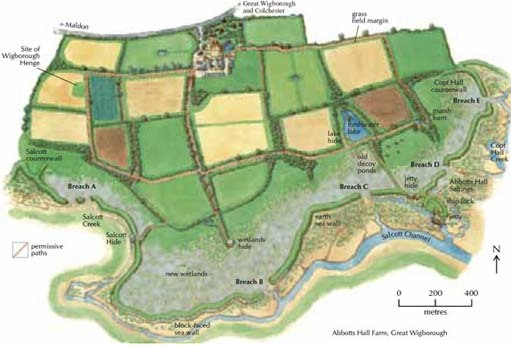 Great Wigborough
and Colchester
Maldon
grass
field margin
Site of
Wigborough
Henge
Copt Hall
counterwall
Breach E
marsh
barn
freshwater
lake
lake
hide
Copt
Hall
Creek
Salcott
counterwall
old
decoy
ponds
Breach D
Breach A
Breach C
jetty
hide
Abbotts Hall
Saltings
ship lock
jetty
Salcott
Creek
Salcott
Hide
earth
sea wall
Salcott Channel
wetlands
hide
permissive
paths
new wetlands
Breach B
N
0 200 400
metres
block-faced
sea wall
Abbotts Hall Farm, Great Wigborough